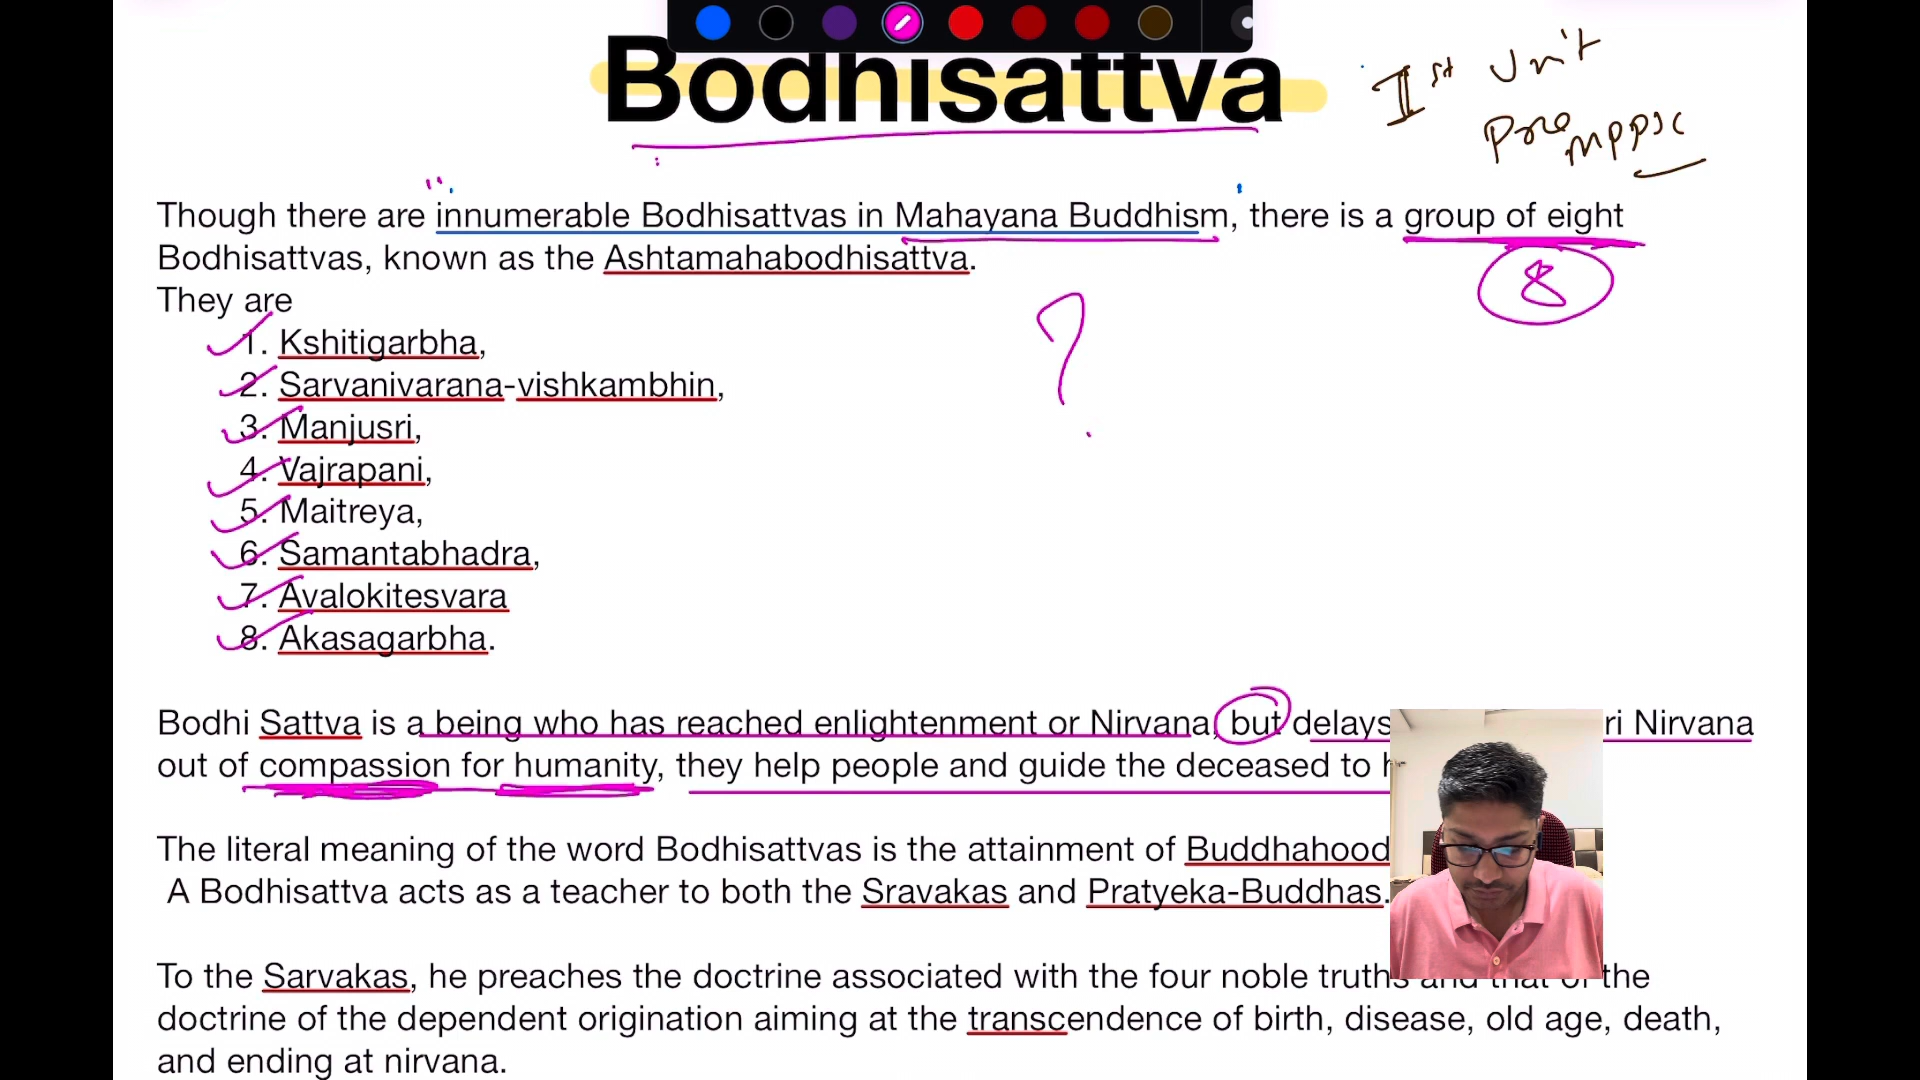 Bodhisattva
Ist Unit
Pre MPPSC
Though there are innumerable Bodhisattvas in Mahayana Buddhism, there is a group of eight
Bodhisattvas, known as the Ashtamahabodhisattva.
8
They are
?
1. Kshitigarbha,
2. Sarvanivarana-vishkambhin,
3. Manjusri,
4. Vajrapani,
5. Maitreya,
6. Samantabhadra,
7. Avalokitesvara
8. Akasagarbha.
Bodhi Sattva is a being who has reached enlightenment or Nirvana, but delays ri Nirvana
out of compassion for humanity, they help people and guide the deceased to
The literal meaning of the word Bodhisattvas is the attainment of Buddhahood
A Bodhisattva acts as a teacher to both the Sravakas and Pratyeka-Buddhas.
To the Sarvakas, he preaches the doctrine associated with the four noble truths and that of the
doctrine of the dependent origination aiming at the transcendence of birth, disease, old age, death,
and ending at nirvana.